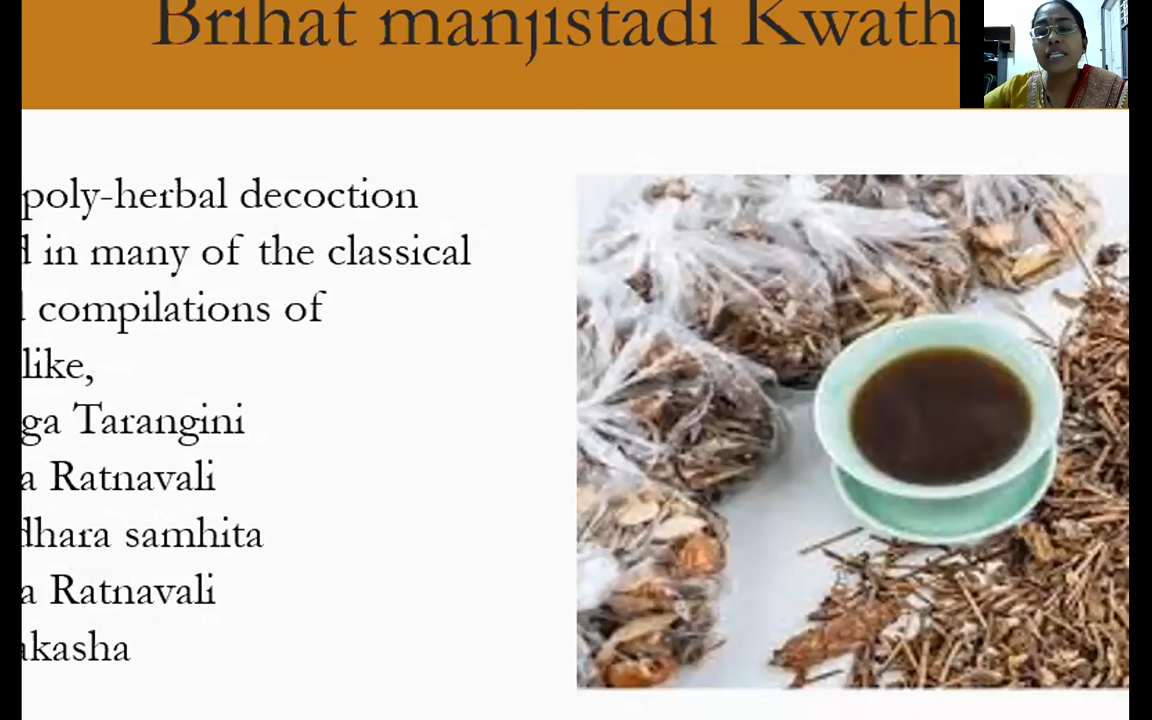 Brihat manjistadi Kwath
poly-herbal decoction
in many of the classical
compilations of
like,
ga Tarangini
a Ratnavali
dhara samhita
a Ratnavali
akasha